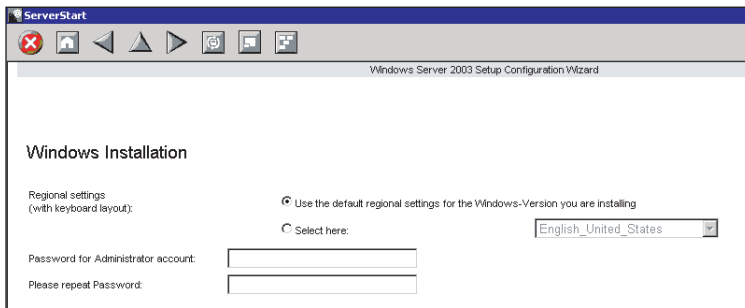 ServerStart
Windows Server 2003 Setup Configuration Wizard
Windows Installation
Regional settings
(with keyboard layout):
Use the default regional settings for the Windows-Version you are installing
Select here:
English_United_States
Password for Administrator account:
Please repeat Password: